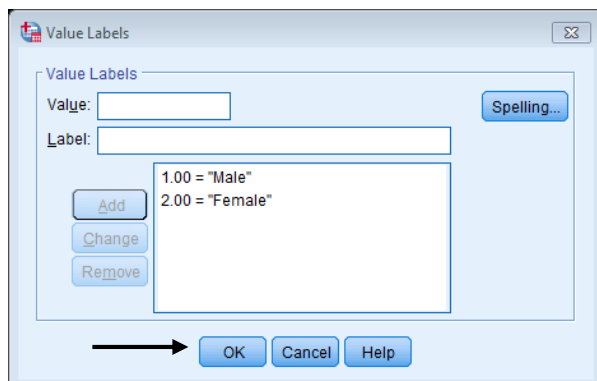 Value Labels
Value Labels
Value:
Spelling...
Label:
1.00 = "Male"
2.00 = "Female"
Add
Change
Remove
OK Cancel Help